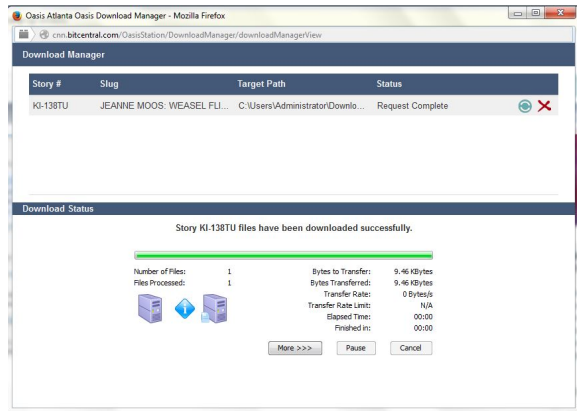 Oasis Atlanta Oasis Download Manager - Mozilla Firefox
cnn.bitcentral.com/OasisStation/DownloadManager/downloadManagerView
Download Manager
Story # Slug Target Path Status
KI-138TU JEANNE MOOS: WEASEL FLI... C:\Users\Administrator\Downlo... Request Complete
Download Status
Story KI-138TU files have been downloaded successfully.
Number of Files: 1 Bytes to Transfer: 9.46 KBytes
Files Processed: 1 Bytes Transferred: 9.46 KBytes
Transfer Rate: 0 Bytes/s
Transfer Rate Limit: N/A
Elapsed Time: 00:00
Finished in: 00:00
More >>> Pause Cancel